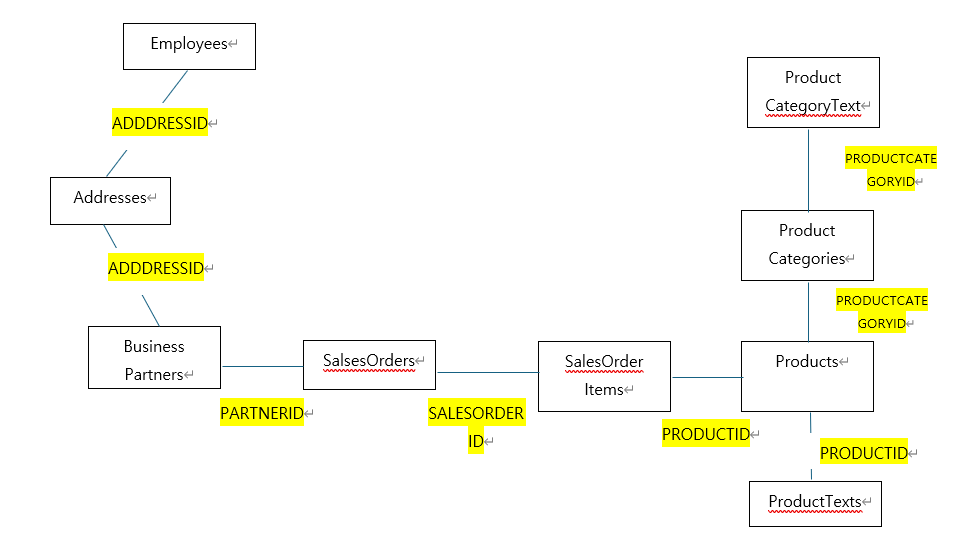 Employees
ADDDRESSID
Addresses
ADDDRESSID
Business
Partners
PARTNERID
SalsesOrders
SALESORDER
ID
SalesOrder
Items
PRODUCTID
Product
CategoryText
PRODUCTCATE
GORYID
Product
Categories
PRODUCTCATE
GORYID
Products
PRODUCTID
ProductTexts